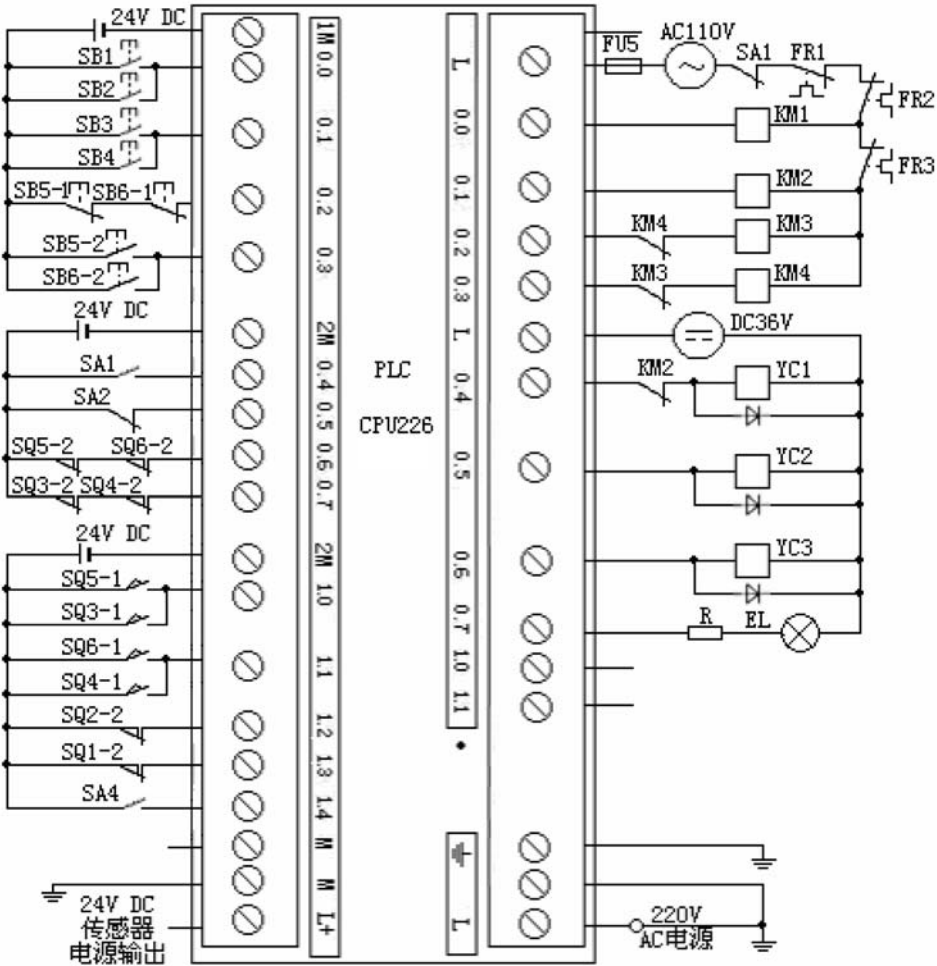 24V DC
SB1
SB2
SB3
SB4
SB5-1 SB6-1
SB5-2
SB6-2
24V DC
SA1
SA2
SQ5-2 SQ6-2
SQ3-2 SQ4-2
24V DC
SQ5-1
SQ3-1
SQ6-1
SQ4-1
SQ2-2
SQ1-2
SA4
24V DC
传感器
电源输出
1M
0.0
0.1
0.2
0.3
2M
0.4
0.5
0.6
0.7
2M
1.0
1.1
1.2
1.3
1.4
M
M
L+
PLC
CPU226
L
0.0
0.1
0.2
0.3
L
0.4
0.5
0.6
0.7
1.0
1.1
L
FU5
AC110V
SA1
FR1
FR2
KM1
FR3
KM2
KM4
KM3
KM3
KM4
DC36V
KM2
YC1
YC2
YC3
R
EL
220V
AC电源